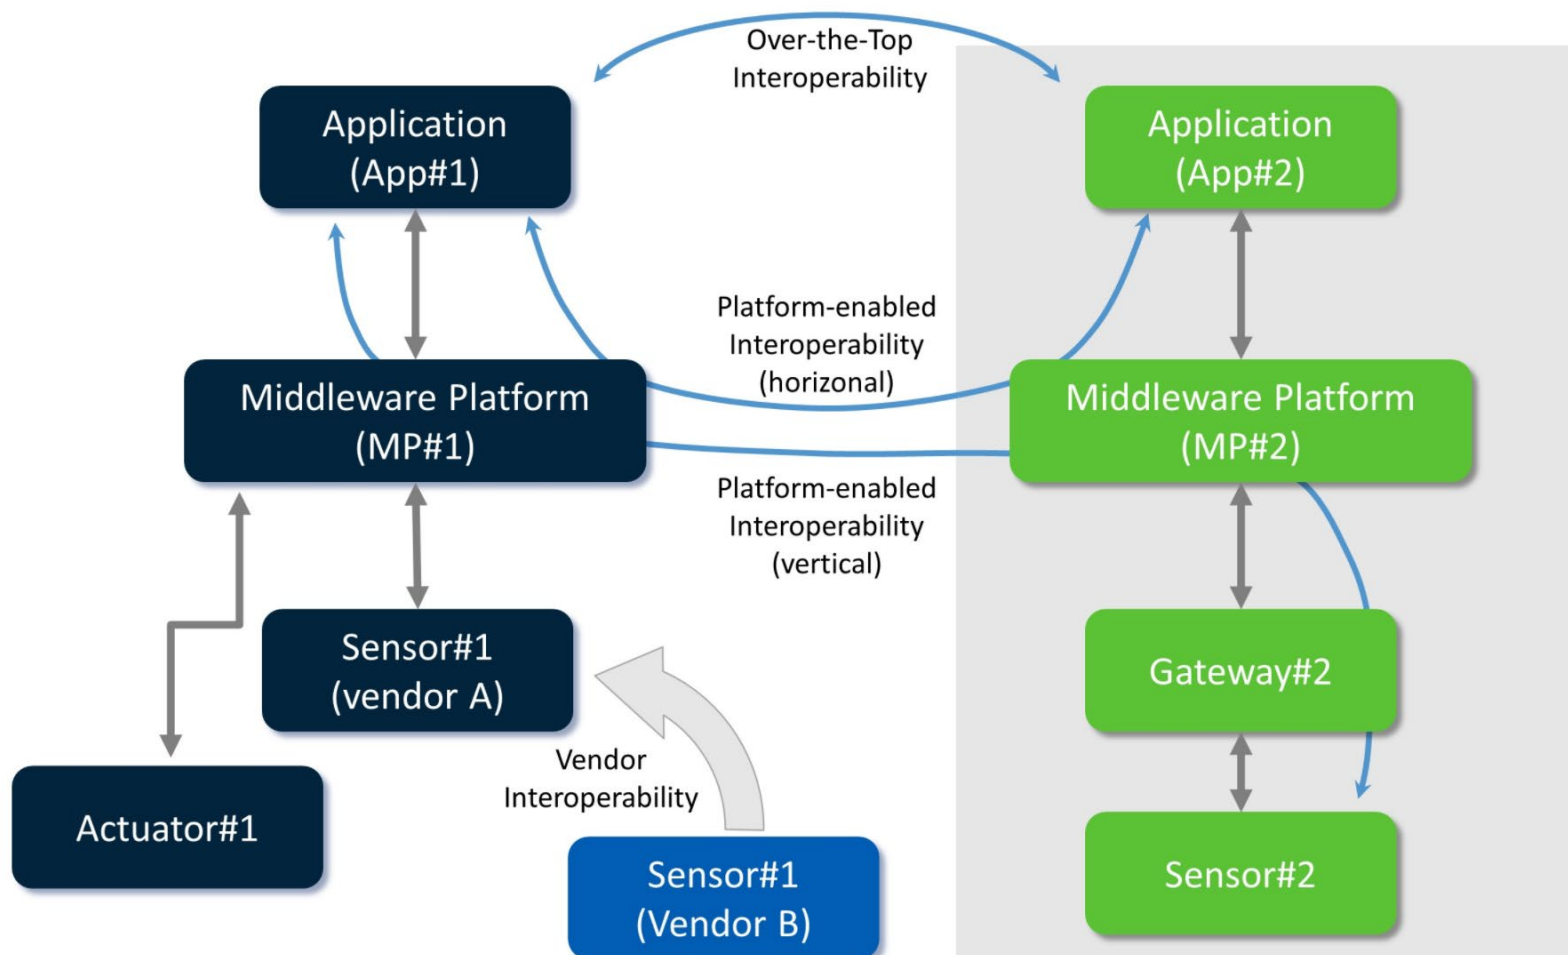 Over-the-Top
Interoperability
Application
(App#1)
Application
(App#2)
Platform-enabled
Interoperability
(horizonal)
Middleware Platform
(MP#1)
Middleware Platform
(MP#2)
Platform-enabled
Interoperability
(vertical)
Sensor#1
(vendor A)
Gateway#2
Vendor
Interoperability
Actuator#1
Sensor#1
(Vendor B)
Sensor#2